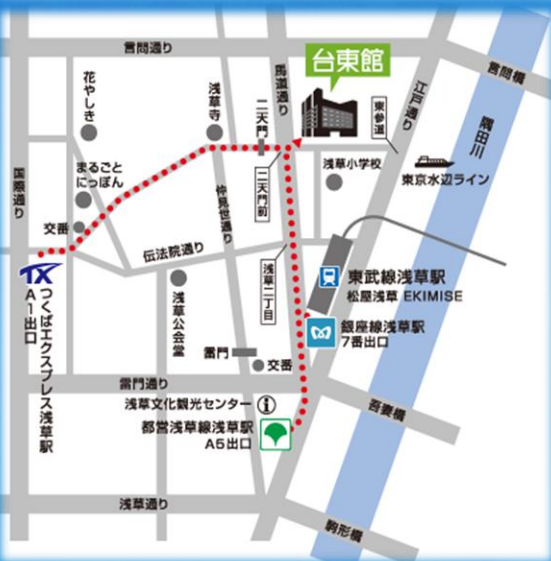 言問通り
言問橋
台東館
馬道通り
江戸通り
隅田川
花やしき
浅草寺
二天門
東参道
浅草小学校
東京水辺ライン
国際通り
まるごと
にっぽん
二天門前
仲見世通り
交番
伝法院通り
浅草二丁目
TX
つくばエクスプレス浅草駅
A1出口
浅草公会堂
東武線浅草駅
松屋浅草 EKIMISE
銀座線浅草駅
7番出口
雷門
交番
雷門通り
吾妻橋
浅草文化観光センター
i
都営浅草線浅草駅
A5出口
浅草通り
駒形橋